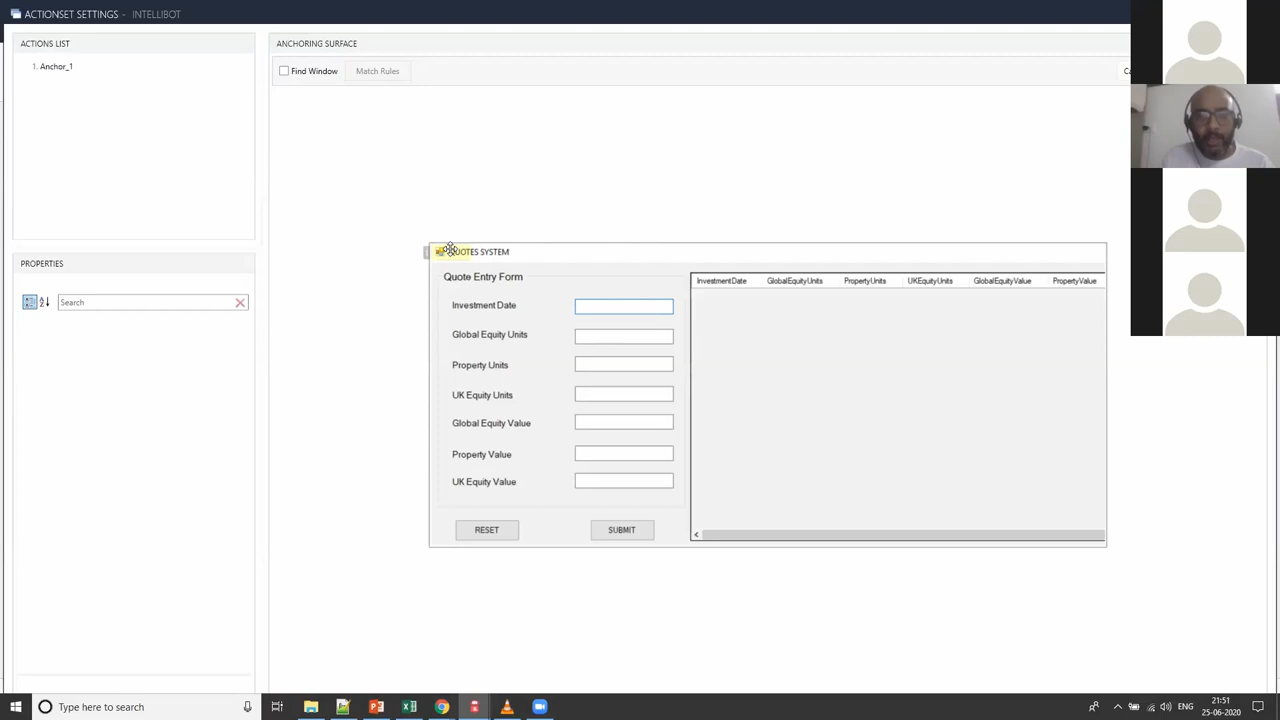 ACTIONSET SETTINGS - INTELLIBOT
ACTIONS LIST
1. Anchor_1
PROPERTIES
Search
ANCHORING SURFACE
Find Window
Match Rules
QUOTES SYSTEM
Quote Entry Form
Investment Date
Global Equity Units
Property Units
UK Equity Units
Global Equity Value
Property Value
UK Equity Value
RESET
SUBMIT
InvestmentDate GlobalEquityUnits PropertyUnits UKEquityUnits GlobalEquityValue PropertyValue
Type here to search
21:51
25-06-2020